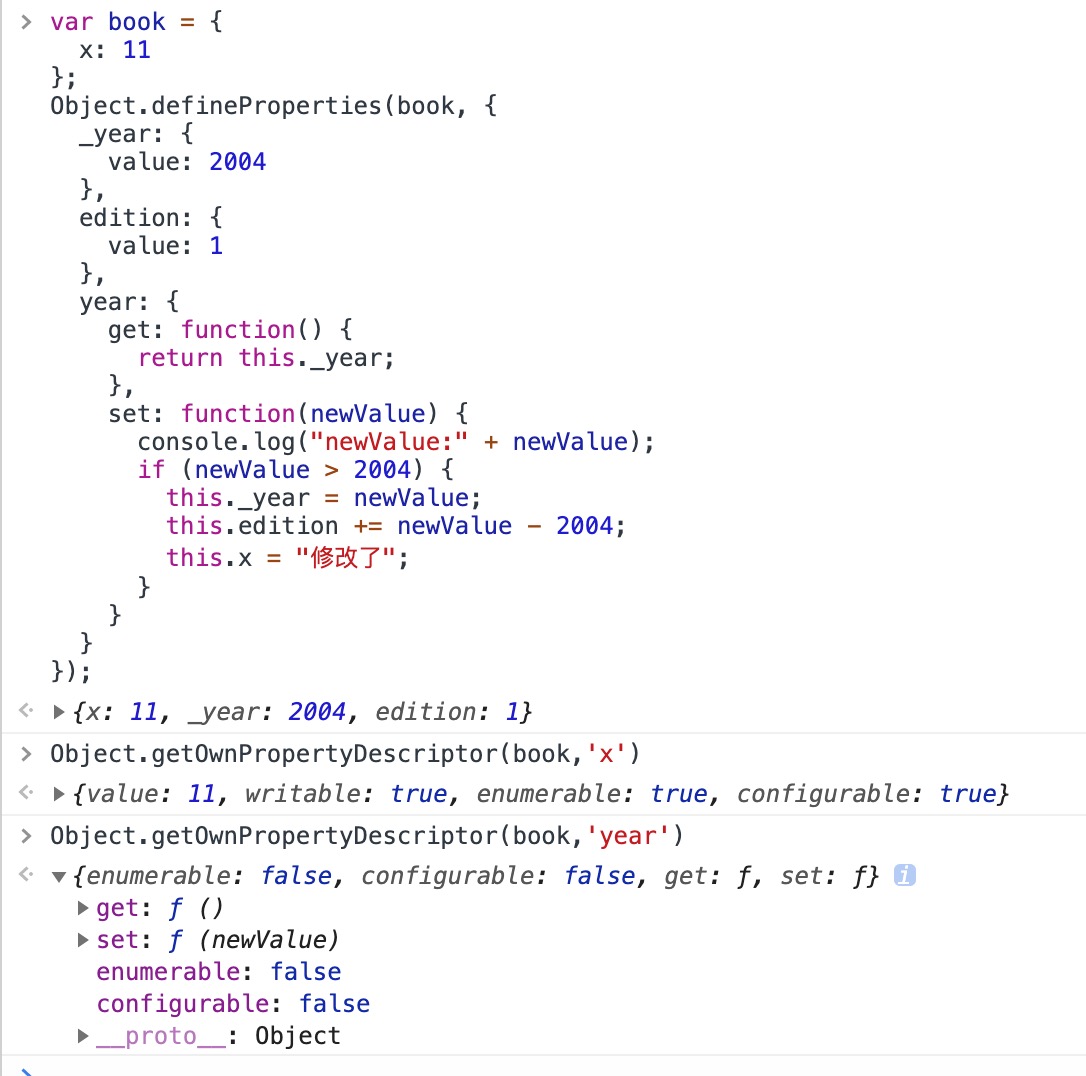 > var book = {
    x: 11
  };
  Object.defineProperties(book, {
    _year: {
      value: 2004
    },
    edition: {
      value: 1
    },
    year: {
      get: function() {
        return this._year;
      },
      set: function(newValue) {
        console.log("newValue:" + newValue);
        if (newValue > 2004) {
          this._year = newValue;
          this.edition += newValue - 2004;
          this.x = "修改了";
        }
      }
    }
  });
<· ▶{x: 11, _year: 2004, edition: 1}
> Object.getOwnPropertyDescriptor(book,'x')
<· ▶{value: 11, writable: true, enumerable: true, configurable: true}
> Object.getOwnPropertyDescriptor(book,'year')
<· ▼{enumerable: false, configurable: false, get: ƒ, set: ƒ} i
    ▶get: ƒ ()
    ▶set: ƒ (newValue)
     enumerable: false
     configurable: false
    ▶__proto__: Object
>